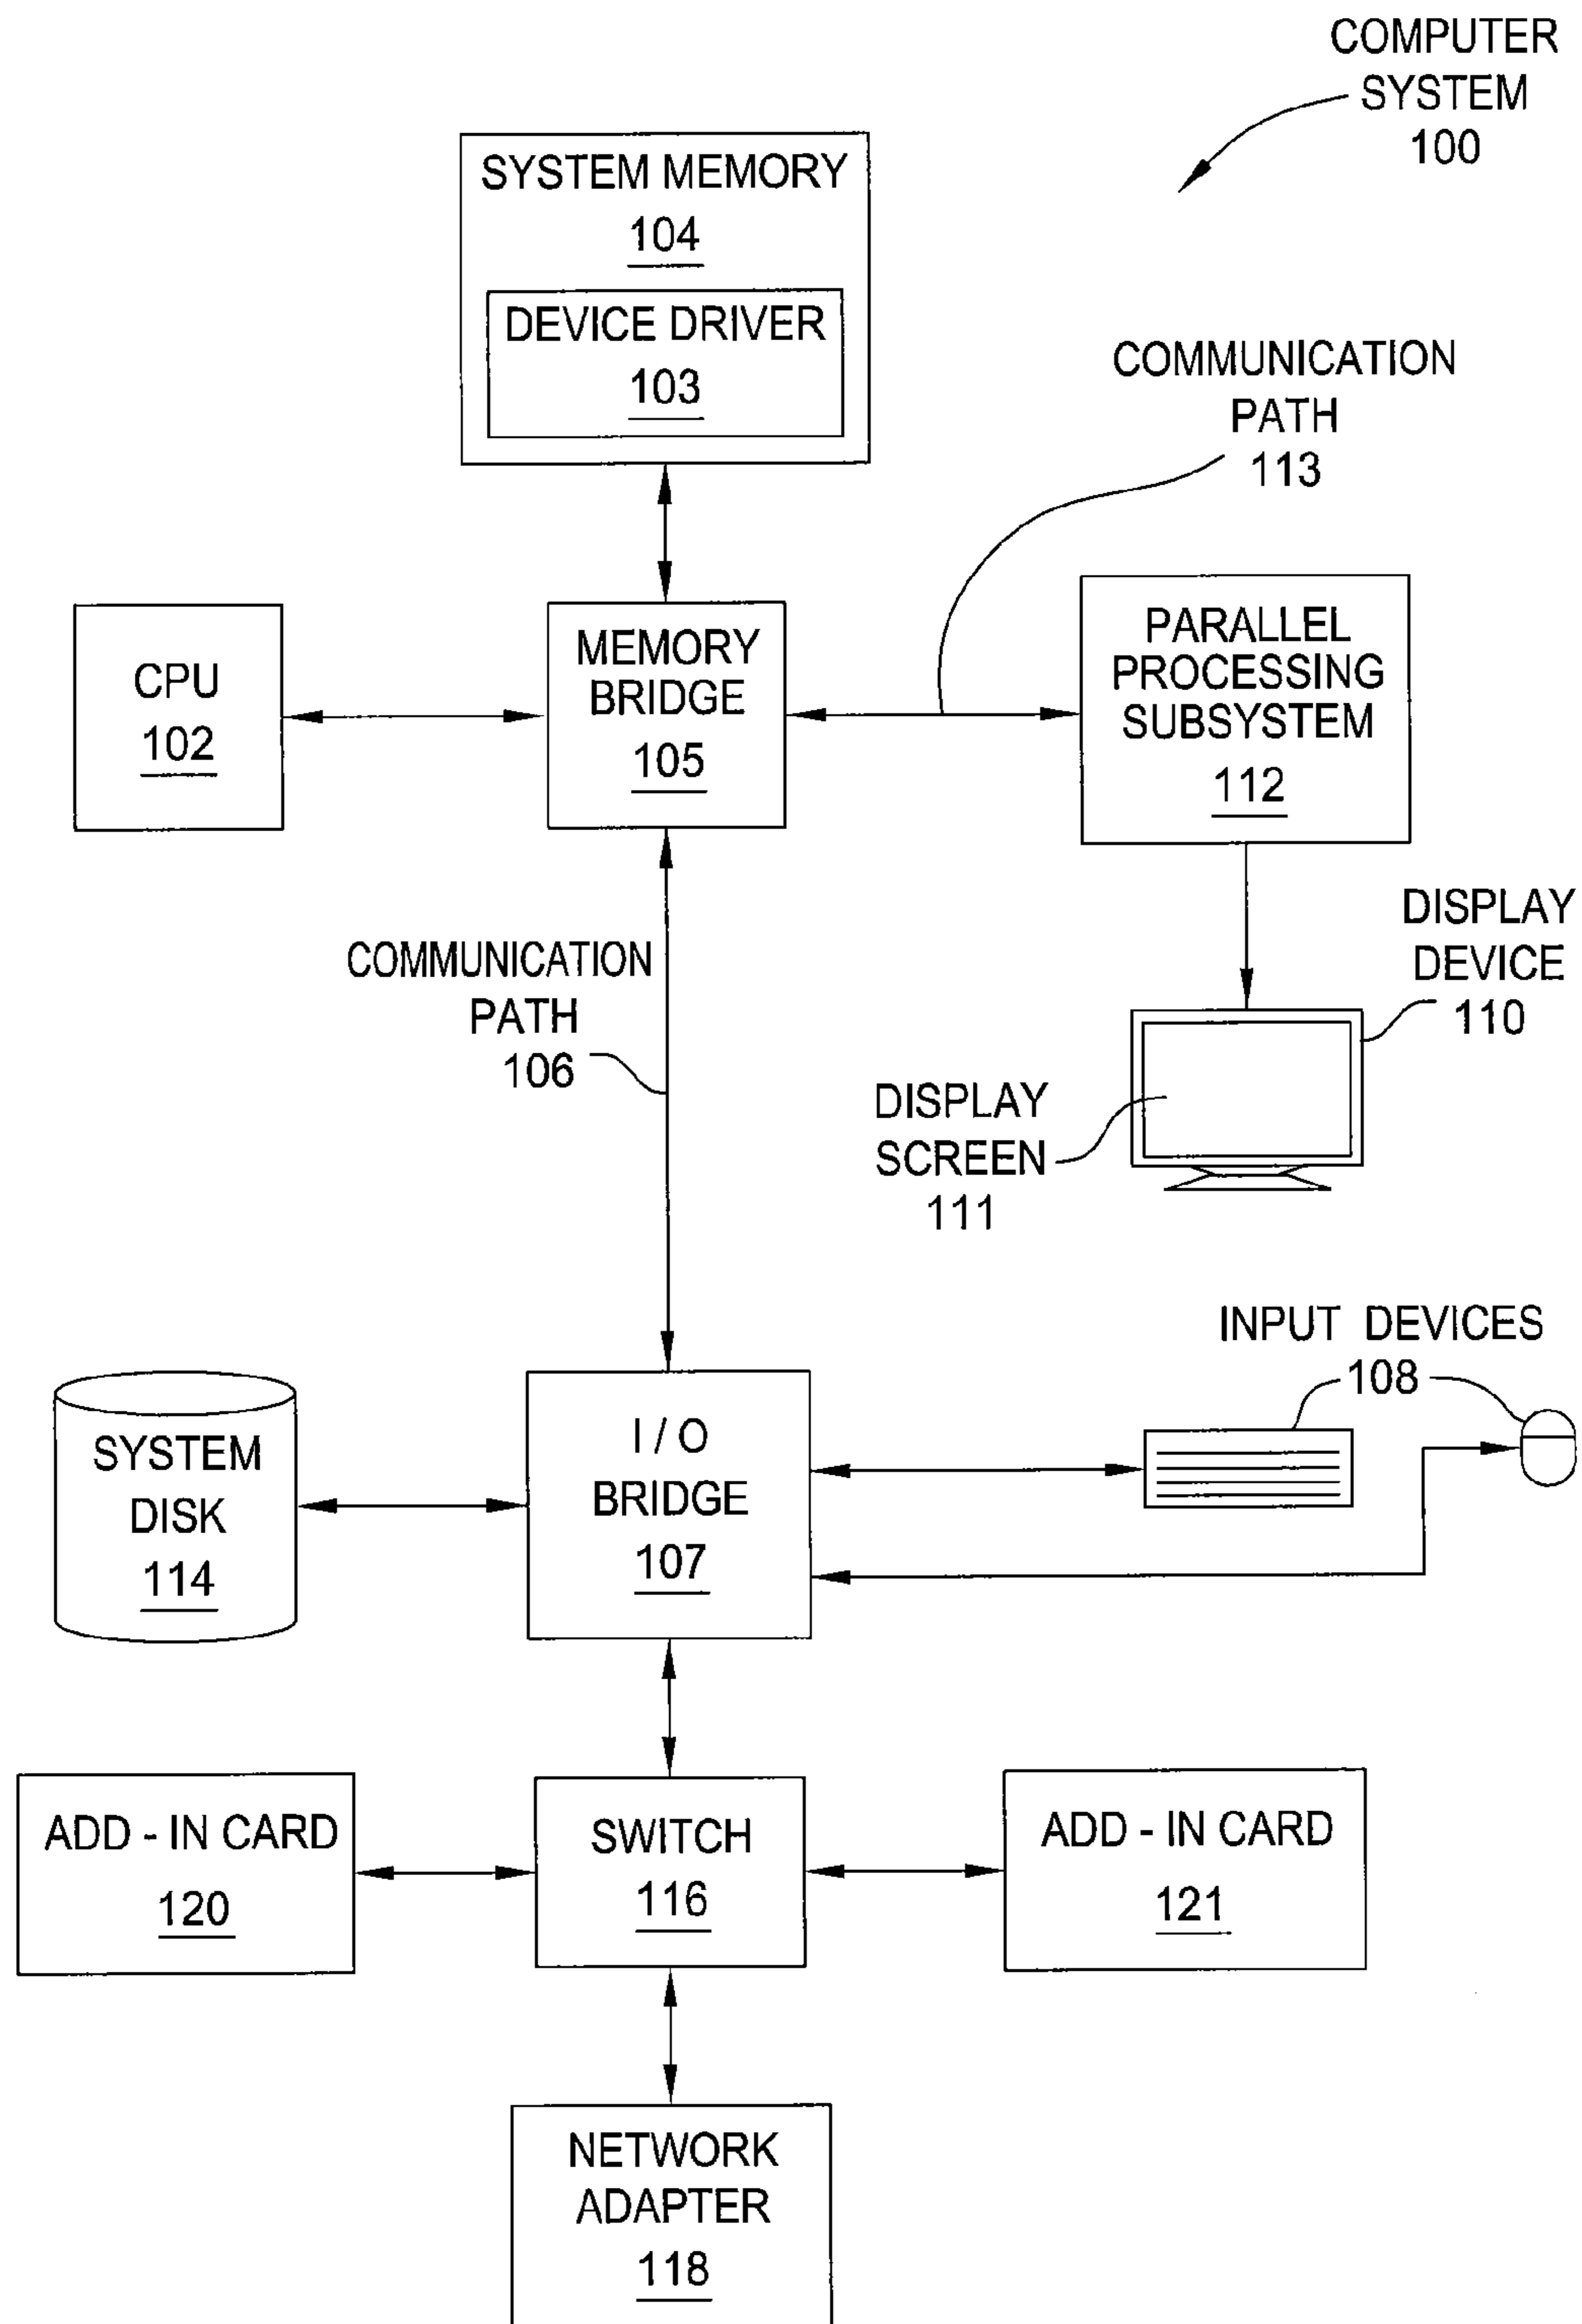 COMPUTER
SYSTEM
100
SYSTEM MEMORY
104
DEVICE DRIVER
103
COMMUNICATION
PATH
113
CPU
102
MEMORY
BRIDGE
105
PARALLEL
PROCESSING
SUBSYSTEM
112
COMMUNICATION
PATH
106
DISPLAY
DEVICE
110
DISPLAY
SCREEN
111
INPUT DEVICES
108
SYSTEM
DISK
114
I / O
BRIDGE
107
ADD - IN CARD
120
SWITCH
116
ADD - IN CARD
121
NETWORK
ADAPTER
118